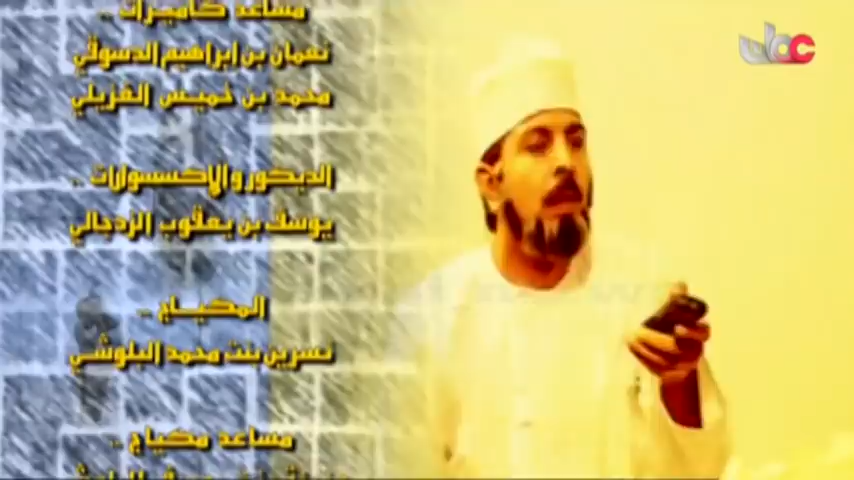 مساعد كاميرات ..
نعمان بن إبراهيم الدسوقي
محمد بن خميس الغزيلي
الديكور والإكسسوارات ..
يوسف بن يعقوب الزدجالي
المكياج ..
نسرين بنت محمد البلوشي
مساعد مكياج ..